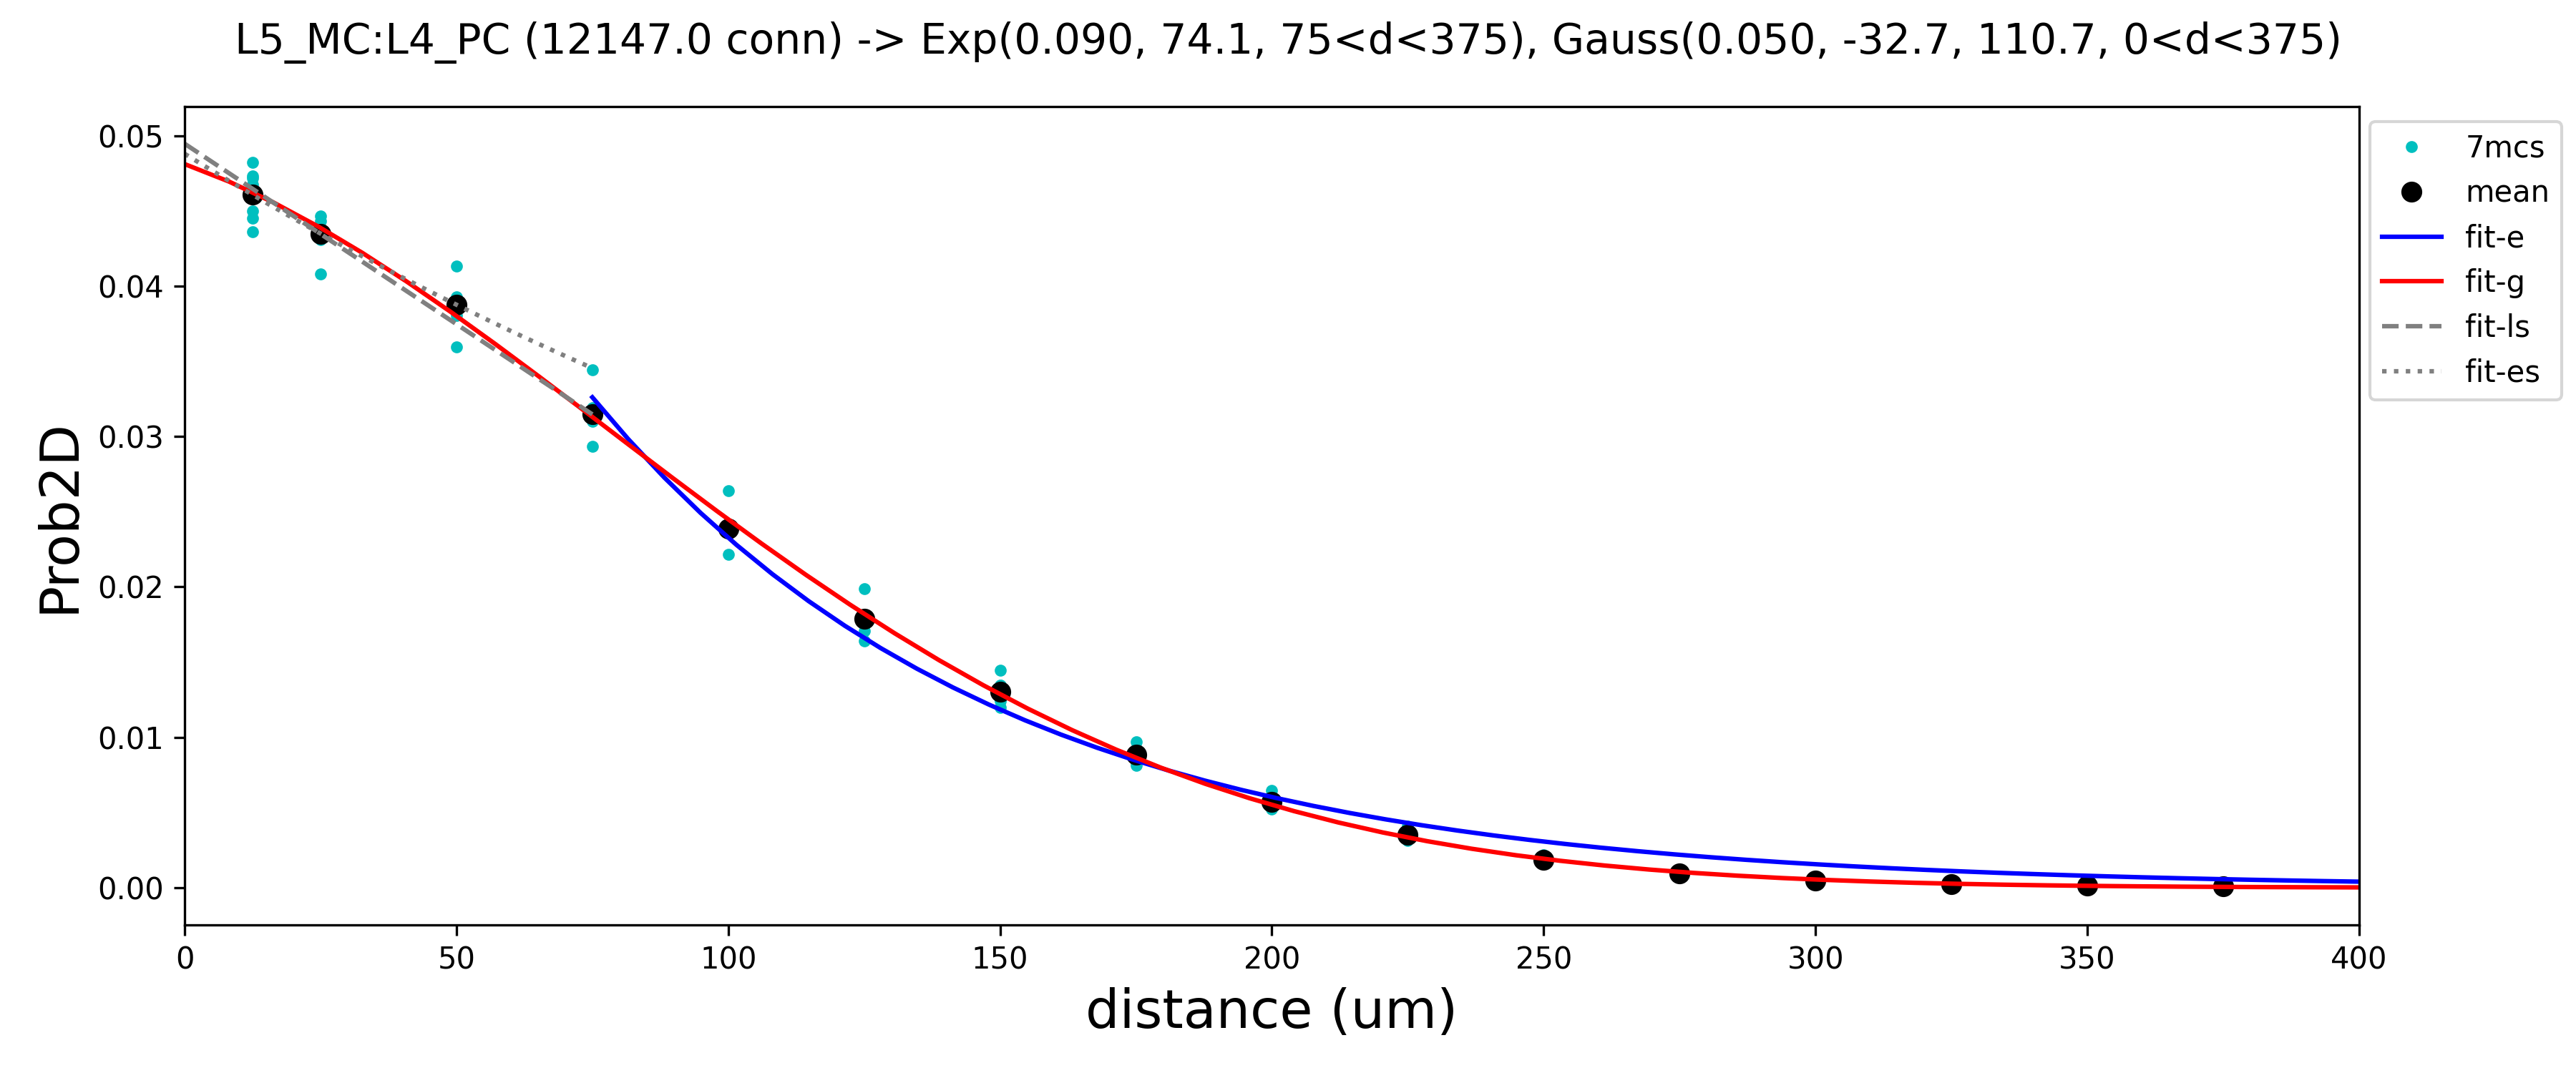 L5_MC:L4_PC (12147.0 conn) -> Exp(0.090, 74.1, 75<d<375), Gauss(0.050, -32.7, 110.7, 0<d<375)
0.05
0.04
0.03
0.02
0.01
0.00
Prob2D
0 50 100 150 200 250 300 350 400
distance (um)
7mcs
mean
fit-e
fit-g
fit-ls
fit-es